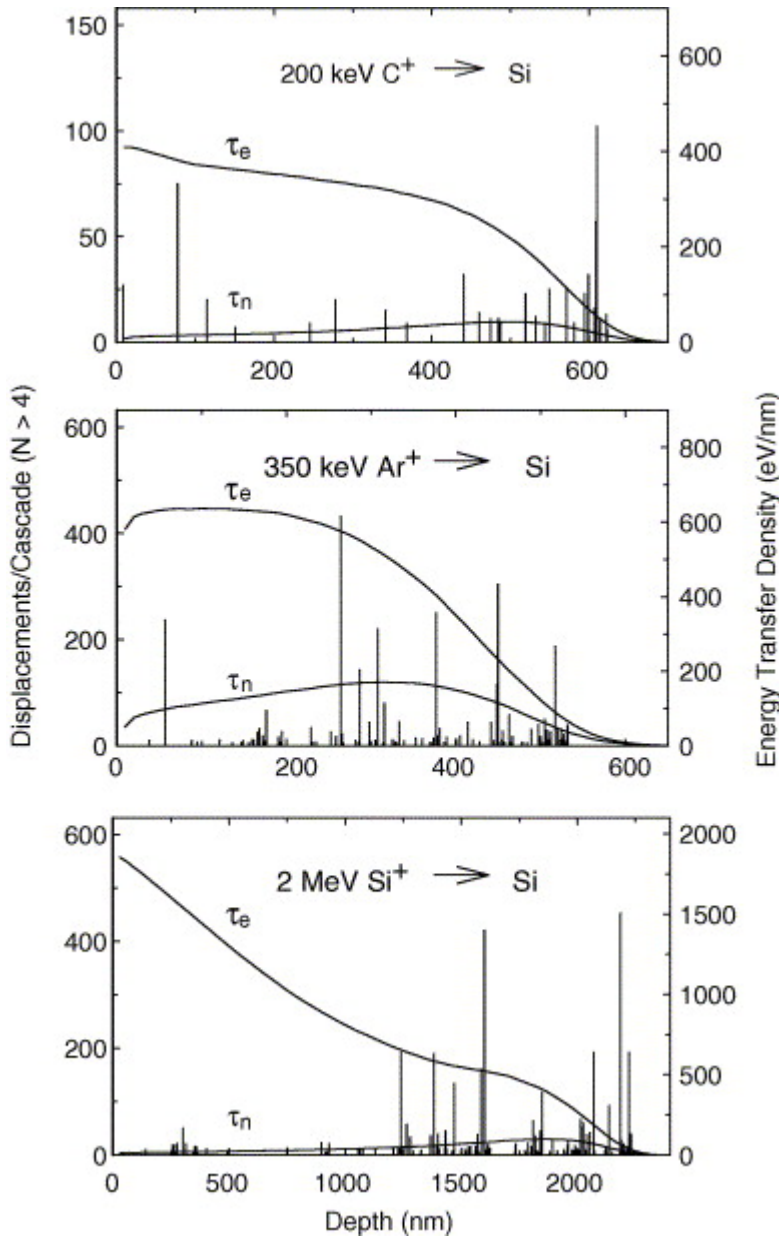 150
100
50
0
600
400
200
0
200 keV C⁺ → Si
τₑ
τₙ
0 200 400 600
600
400
200
0
800
600
400
200
0
350 keV Ar⁺ → Si
τₑ
τₙ
0 200 400 600
600
400
200
0
2000
1500
1000
500
0
2 MeV Si⁺ → Si
τₑ
τₙ
0 500 1000 1500 2000
Depth (nm)
Displacements/Cascade (N > 4)
Energy Transfer Density (eV/nm)